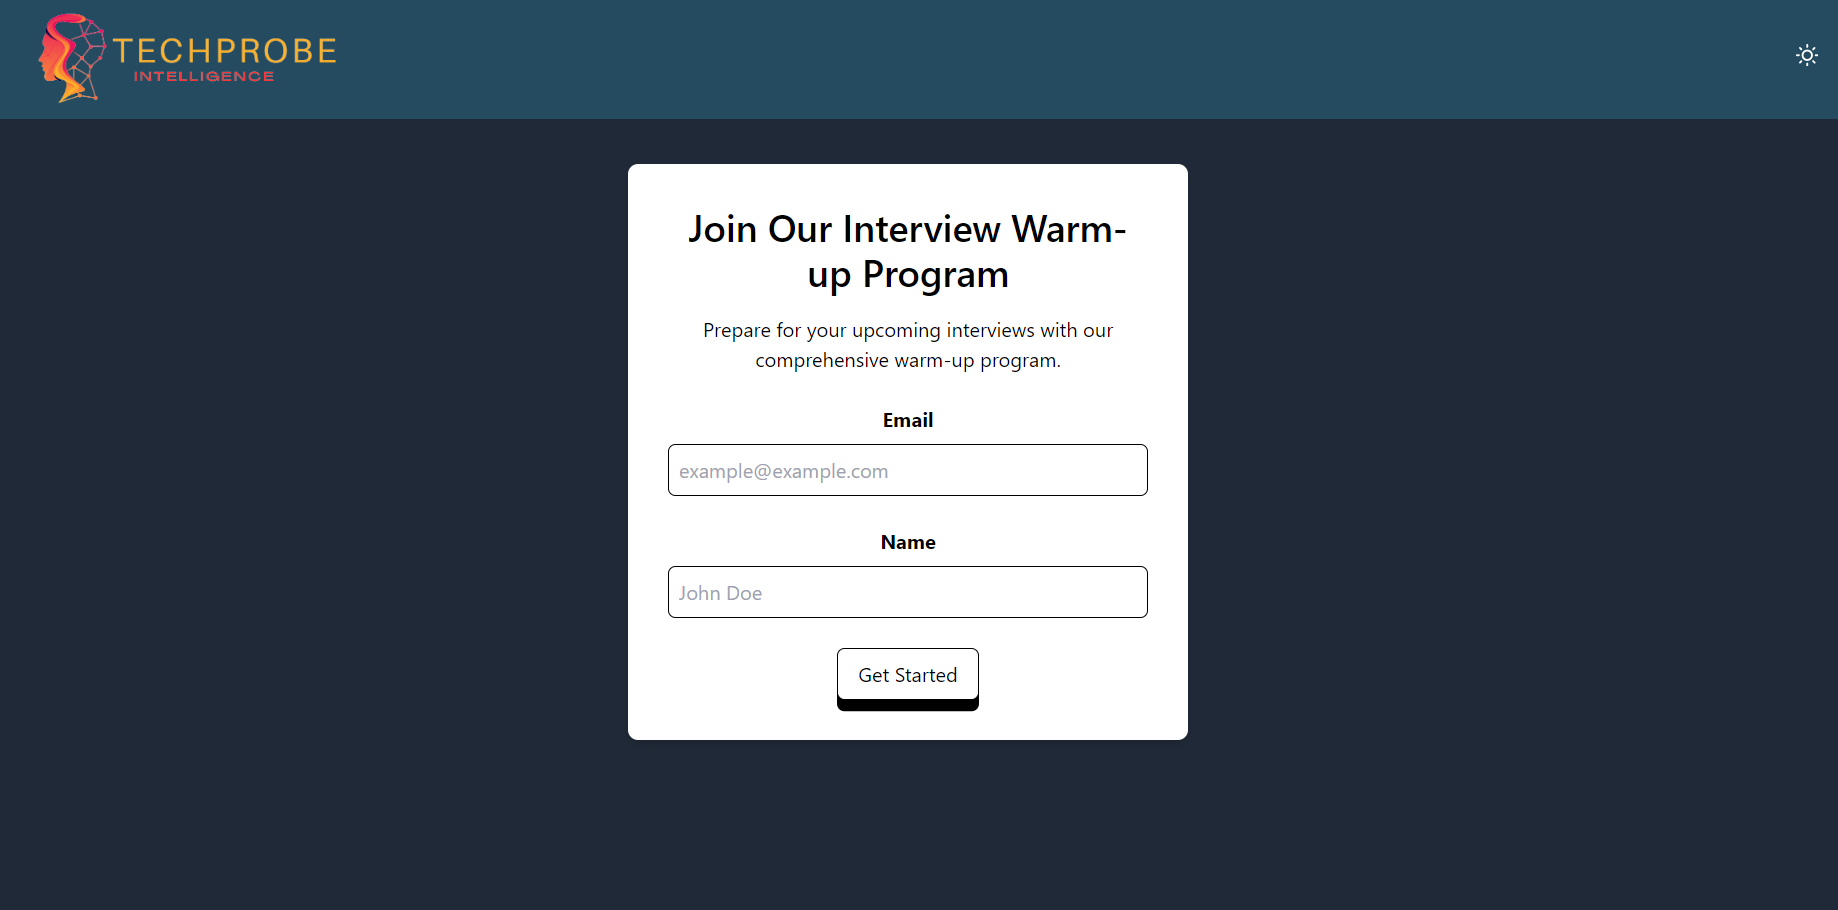 TECHPROBE
INTELLIGENCE
Join Our Interview Warm-
up Program
Prepare for your upcoming interviews with our
comprehensive warm-up program.
Email
example@example.com
Name
John Doe
Get Started